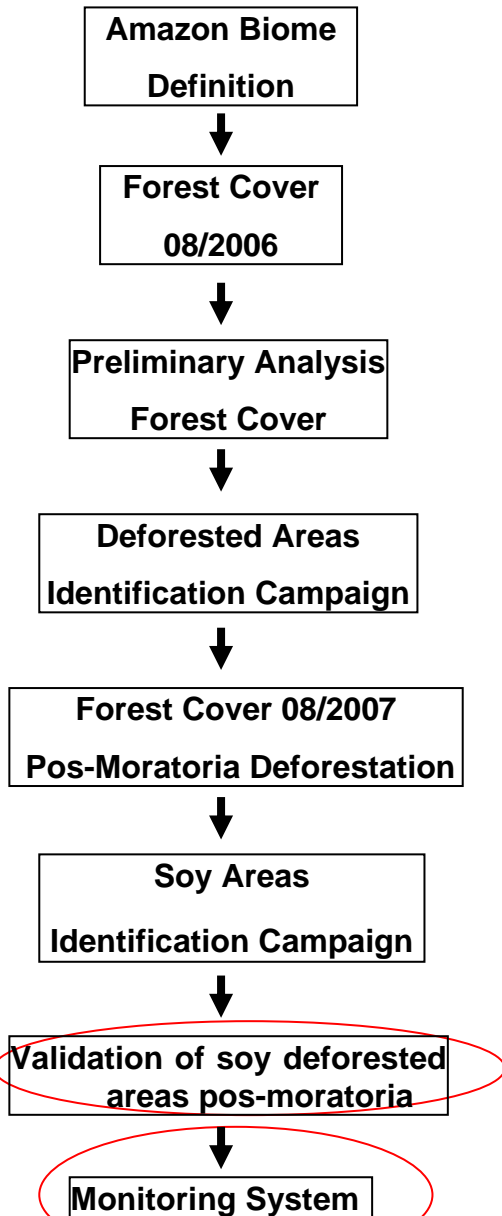 Amazon Biome
Definition
Forest Cover
08/2006
Preliminary Analysis
Forest Cover
Deforested Areas
Identification Campaign
Forest Cover 08/2007
Pos-Moratoria Deforestation
Soy Areas
Identification Campaign
Validation of soy deforested
areas pos-moratoria
Monitoring System